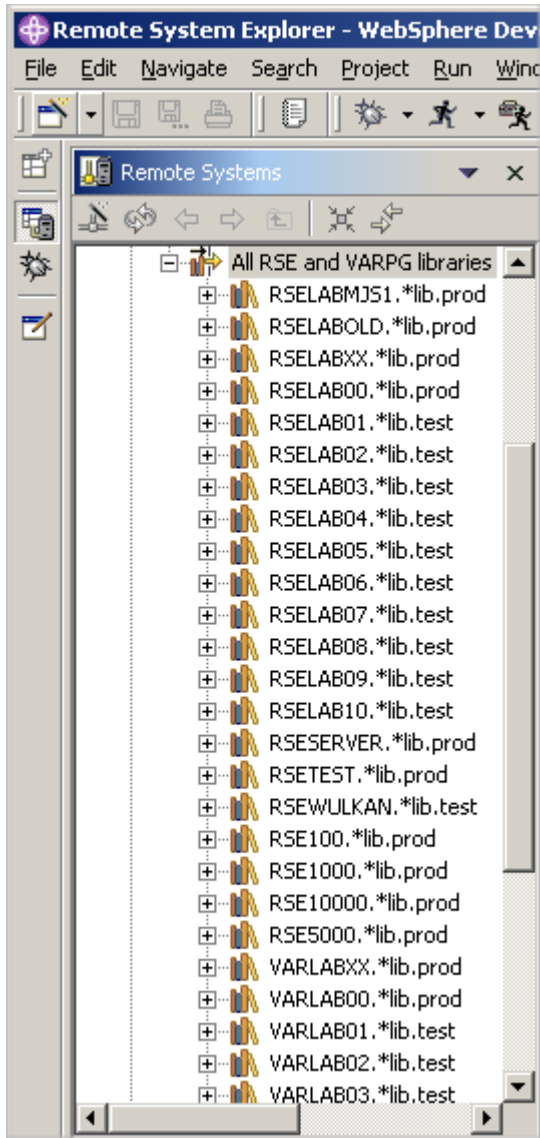 Remote System Explorer - WebSphere Dev
File Edit Navigate Search Project Run Wind
Remote Systems
All RSE and VARPG libraries
RSELABMJS1.*lib.prod
RSELABOLD.*lib.prod
RSELABXX.*lib.prod
RSELAB00.*lib.prod
RSELAB01.*lib.test
RSELAB02.*lib.test
RSELAB03.*lib.test
RSELAB04.*lib.test
RSELAB05.*lib.test
RSELAB06.*lib.test
RSELAB07.*lib.test
RSELAB08.*lib.test
RSELAB09.*lib.test
RSELAB10.*lib.test
RSESERVER.*lib.prod
RSETEST.*lib.prod
RSEWULKAN.*lib.test
RSE100.*lib.prod
RSE1000.*lib.prod
RSE10000.*lib.prod
RSE5000.*lib.prod
VARLABXX.*lib.prod
VARLAB00.*lib.prod
VARLAB01.*lib.test
VARLAB02.*lib.test
VARLAB03.*lib.test